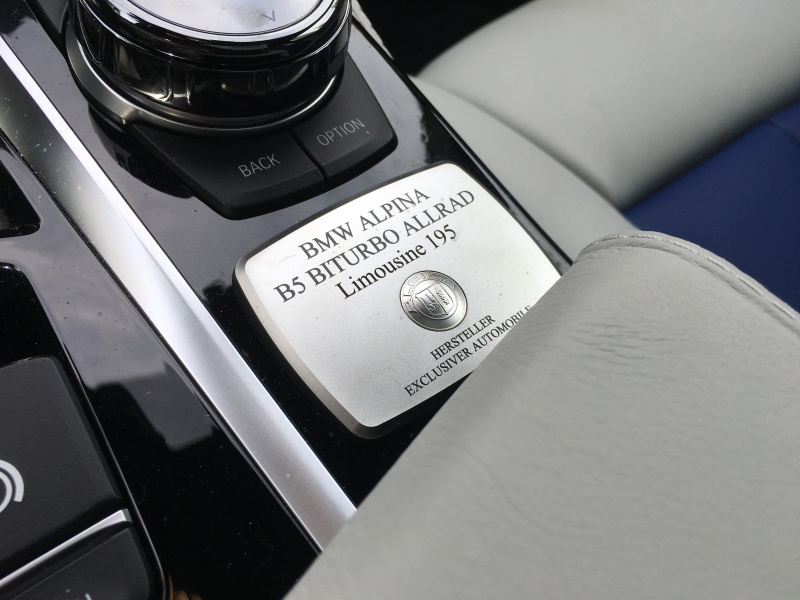 BACK
OPTION
BMW ALPINA
B5 BITURBO ALLRAD
Limousine 195
HERSTELLER
EXCLUSIVER AUTOMOBILE